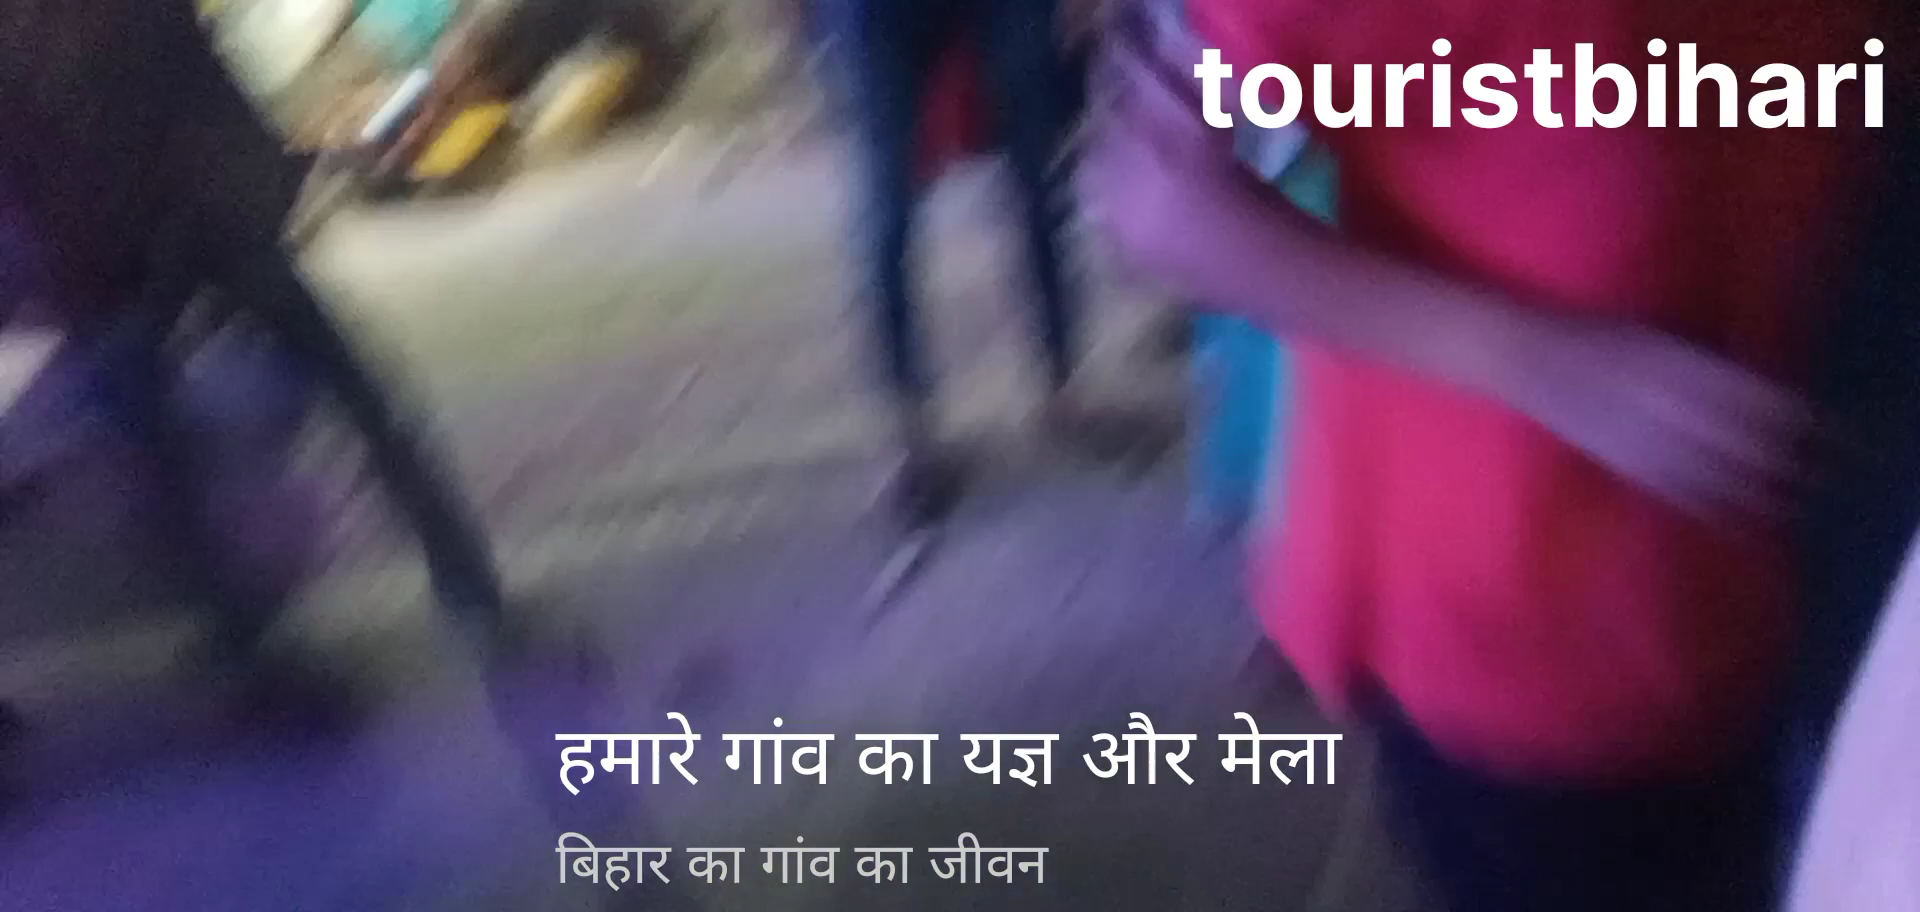 touristbihari
हमारे गांव का यज्ञ और मेला
बिहार का गांव का जीवन